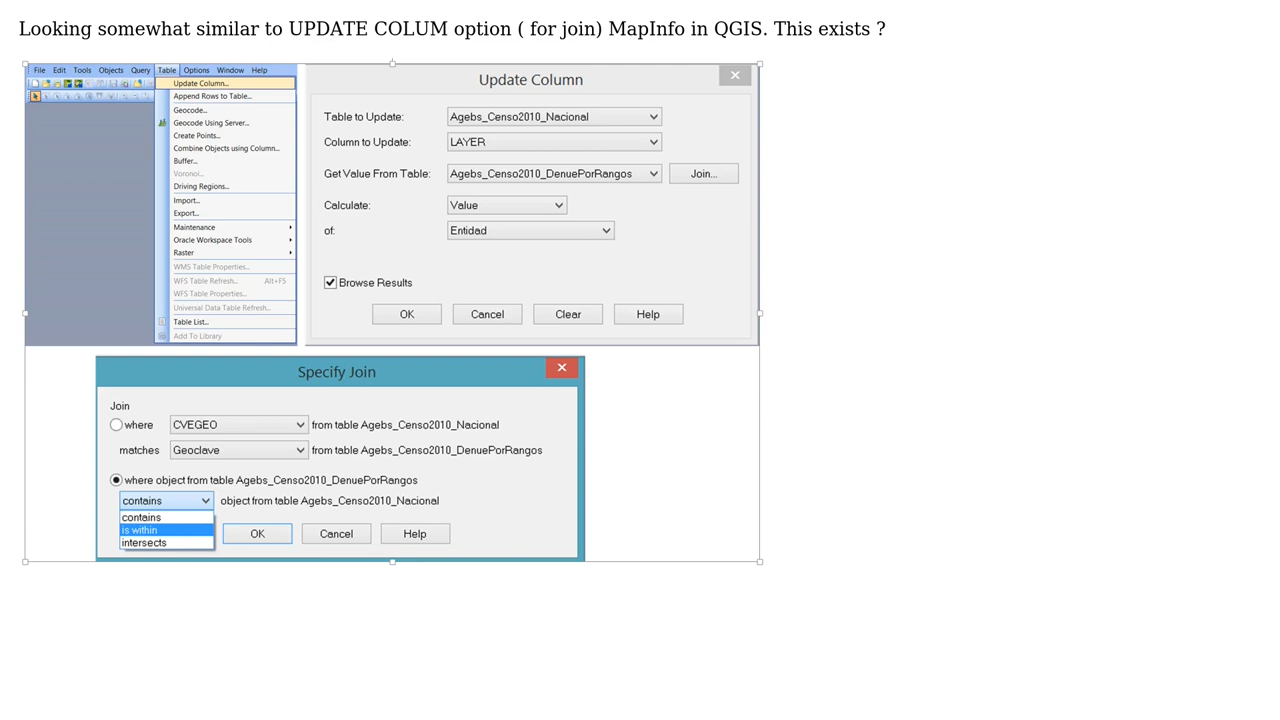 Looking somewhat similar to UPDATE COLUM option ( for join) MapInfo in QGIS. This exists ?
File Edit Tools Objects Query Table Options Window Help
Update Column...
Append Rows to Table...
Geocode...
Geocode Using Server...
Create Points...
Combine Objects using Column...
Buffer...
Voronoi...
Driving Regions...
Import...
Export...
Maintenance
Oracle Workspace Tools
Raster
WMS Table Properties...
WFS Table Refresh... Alt+F5
WFS Table Properties...
Universal Data Table Refresh...
Table List...
Add To Library
Update Column
Table to Update: Agebs_Censo2010_Nacional
Column to Update: LAYER
Get Value From Table: Agebs_Censo2010_DenuePorRangos Join...
Calculate: Value
of: Entidad
Browse Results
OK Cancel Clear Help
Specify Join
Join
where CVEGEO from table Agebs_Censo2010_Nacional
matches Geoclave from table Agebs_Censo2010_DenuePorRangos
where object from table Agebs_Censo2010_DenuePorRangos
contains object from table Agebs_Censo2010_Nacional
contains
is within
intersects
OK Cancel Help